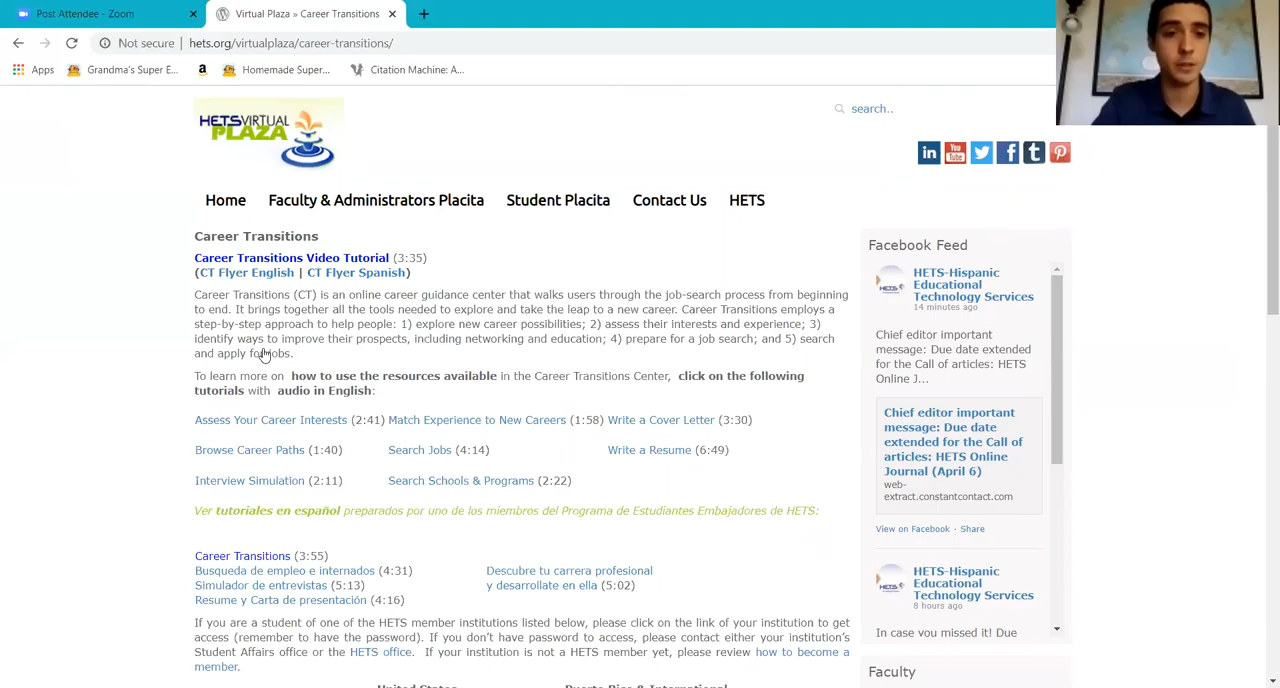 Post Attendee - Zoom
Virtual Plaza » Career Transitions
Not secure | hets.org/virtualplaza/career-transitions/
Apps Grandma's Super E... Homemade Super... Citation Machine: A...
HETS VIRTUAL
PLAZA
search..
in You Tube f t
Home Faculty & Administrators Placita Student Placita Contact Us HETS
Career Transitions
Career Transitions Video Tutorial (3:35)
(CT Flyer English | CT Flyer Spanish)
Career Transitions (CT) is an online career guidance center that walks users through the job-search process from beginning
to end. It brings together all the tools needed to explore and take the leap to a new career. Career Transitions employs a
step-by-step approach to help people: 1) explore new career possibilities; 2) assess their interests and experience; 3)
identify ways to improve their prospects, including networking and education; 4) prepare for a job search; and 5) search
and apply for jobs.
To learn more on how to use the resources available in the Career Transitions Center, click on the following
tutorials with audío in English:
Assess Your Career Interests (2:41) Match Experience to New Careers (1:58) Write a Cover Letter (3:30)
Browse Career Paths (1:40) Search Jobs (4:14) Write a Resume (6:49)
Interview Simulation (2:11) Search Schools & Programs (2:22)
Ver tutoriales en español preparados por uno de los miembros del Programa de Estudiantes Embajadores de HETS:
Career Transitions (3:55)
Busqueda de empleo e internados (4:31) Descubre tu carrera profesional
Simulador de entrevistas (5:13) y desarrollate en ella (5:02)
Resume y Carta de presentación (4:16)
If you are a student of one of the HETS member institutions listed below, please click on the link of your institution to get
access (remember to have the password). If you don't have password to access, please contact either your institution's
Student Affairs office or the HETS office. If your institution is not a HETS member yet, please review how to become a
member.
United States Puerto Rico & International
Facebook Feed
HETS-Hispanic
Educational
Technology Services
14 minutes ago
Chief editor important
message: Due date
extended for the Call of
articles: HETS
Online J...
Chief editor important
message: Due date
extended for the Call of
articles: HETS Online
Journal (April 6)
web-
extract.constantcontact.com
View on Facebook · Share
HETS-Hispanic
Educational
Technology Services
8 hours ago
In case you missed it! Due
Faculty